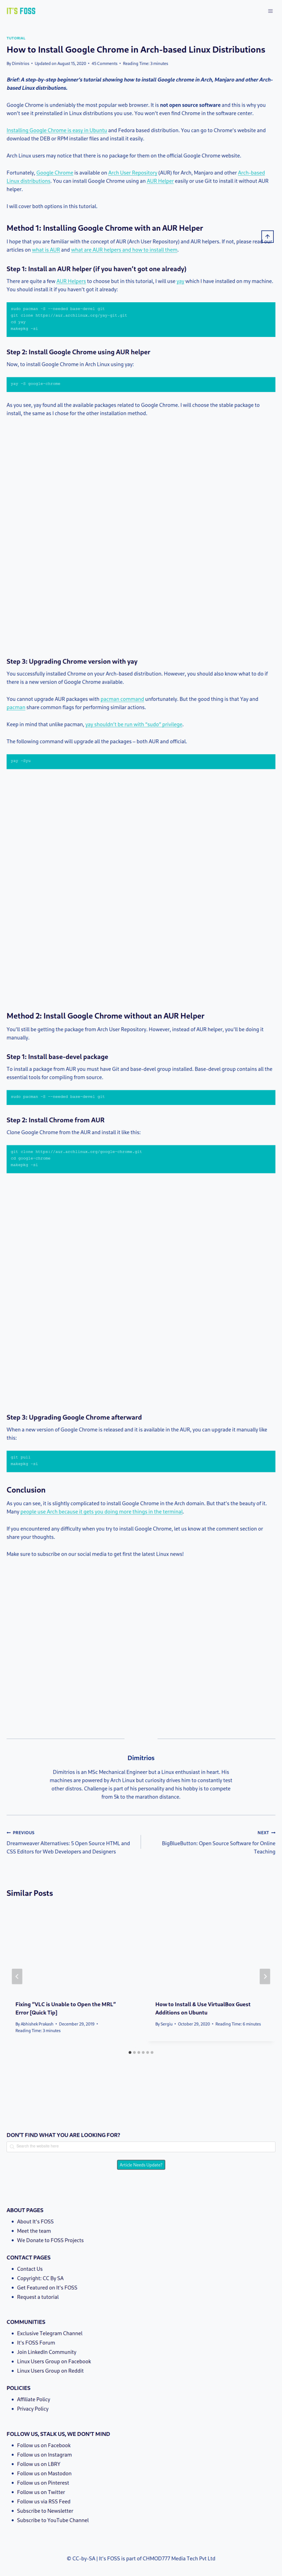 IT'S FOSS
TUTORIAL
How to Install Google Chrome in Arch-based Linux Distributions
By Dimitrios • Updated on August 15, 2020 • 45 Comments • Reading Time: 3 minutes
Brief: A step-by-step beginner's tutorial showing how to install Google chrome in Arch, Manjaro and other Arch-
based Linux distributions.
Google Chrome is undeniably the most popular web browser. It is not open source software and this is why you
won't see it preinstalled in Linux distributions you use. You won't even find Chrome in the software center.
Installing Google Chrome is easy in Ubuntu and Fedora based distribution. You can go to Chrome's website and
download the DEB or RPM installer files and install it easily.
Arch Linux users may notice that there is no package for them on the official Google Chrome website.
Fortunately, Google Chrome is available on Arch User Repository (AUR) for Arch, Manjaro and other Arch-based
Linux distributions. You can install Google Chrome using an AUR Helper easily or use Git to install it without AUR
helper.
I will cover both options in this tutorial.
Method 1: Installing Google Chrome with an AUR Helper
I hope that you are familiar with the concept of AUR (Arch User Repository) and AUR helpers. If not, please read our
articles on what is AUR and what are AUR helpers and how to install them.
Step 1: Install an AUR helper (if you haven't got one already)
There are quite a few AUR Helpers to choose but in this tutorial, I will use yay which I have installed on my machine.
You should install it if you haven't got it already:
sudo pacman -S --needed base-devel git
git clone https://aur.archlinux.org/yay-git.git
cd yay
makepkg -si
Step 2: Install Google Chrome using AUR helper
Now, to install Google Chrome in Arch Linux using yay:
yay -S google-chrome
As you see, yay found all the available packages related to Google Chrome. I will choose the stable package to
install, the same as I chose for the other installation method.
Step 3: Upgrading Chrome version with yay
You successfully installed Chrome on your Arch-based distribution. However, you should also know what to do if
there is a new version of Google Chrome available.
You cannot upgrade AUR packages with pacman command unfortunately. But the good thing is that Yay and
pacman share common flags for performing similar actions.
Keep in mind that unlike pacman, yay shouldn't be run with "sudo" privilege.
The following command will upgrade all the packages – both AUR and official.
yay -Syu
Method 2: Install Google Chrome without an AUR Helper
You'll still be getting the package from Arch User Repository. However, instead of AUR helper, you'll be doing it
manually.
Step 1: Install base-devel package
To install a package from AUR you must have Git and base-devel group installed. Base-devel group contains all the
essential tools for compiling from source.
sudo pacman -S --needed base-devel git
Step 2: Install Chrome from AUR
Clone Google Chrome from the AUR and install it like this:
git clone https://aur.archlinux.org/google-chrome.git
cd google-chrome
makepkg -si
Step 3: Upgrading Google Chrome afterward
When a new version of Google Chrome is released and it is available in the AUR, you can upgrade it manually like
this:
git pull
makepkg -si
Conclusion
As you can see, it is slightly complicated to install Google Chrome in the Arch domain. But that's the beauty of it.
Many people use Arch because it gets you doing more things in the terminal.
If you encountered any difficulty when you try to install Google Chrome, let us know at the comment section or
share your thoughts.
Make sure to subscribe on our social media to get first the latest Linux news!
Dimitrios
Dimitrios is an MSc Mechanical Engineer but a Linux enthusiast in heart. His
machines are powered by Arch Linux but curiosity drives him to constantly test
other distros. Challenge is part of his personality and his hobby is to compete
from 5k to the marathon distance.
← PREVIOUS
Dreamweaver Alternatives: 5 Open Source HTML and
CSS Editors for Web Developers and Designers
NEXT →
BigBlueButton: Open Source Software for Online
Teaching
Similar Posts
Fixing "VLC is Unable to Open the MRL"
Error [Quick Tip]
By Abhishek Prakash • December 29, 2019 •
Reading Time: 3 minutes
How to Install & Use VirtualBox Guest
Additions on Ubuntu
By Sergiu • October 29, 2020 • Reading Time: 6 minutes
DON'T FIND WHAT YOU ARE LOOKING FOR?
Search the website here
Article Needs Update?
ABOUT PAGES
About It's FOSS
Meet the team
We Donate to FOSS Projects
CONTACT PAGES
Contact Us
Copyright: CC By SA
Get Featured on It's FOSS
Request a tutorial
COMMUNITIES
Exclusive Telegram Channel
It's FOSS Forum
Join LinkedIn Community
Linux Users Group on Facebook
Linux Users Group on Reddit
POLICIES
Affiliate Policy
Privacy Policy
FOLLOW US, STALK US, WE DON'T MIND
Follow us on Facebook
Follow us on Instagram
Follow us on LBRY
Follow us on Mastodon
Follow us on Pinterest
Follow us on Twitter
Follow us via RSS Feed
Subscribe to Newsletter
Subscribe to YouTube Channel
© CC-by-SA | It's FOSS is part of CHMOD777 Media Tech Pvt Ltd